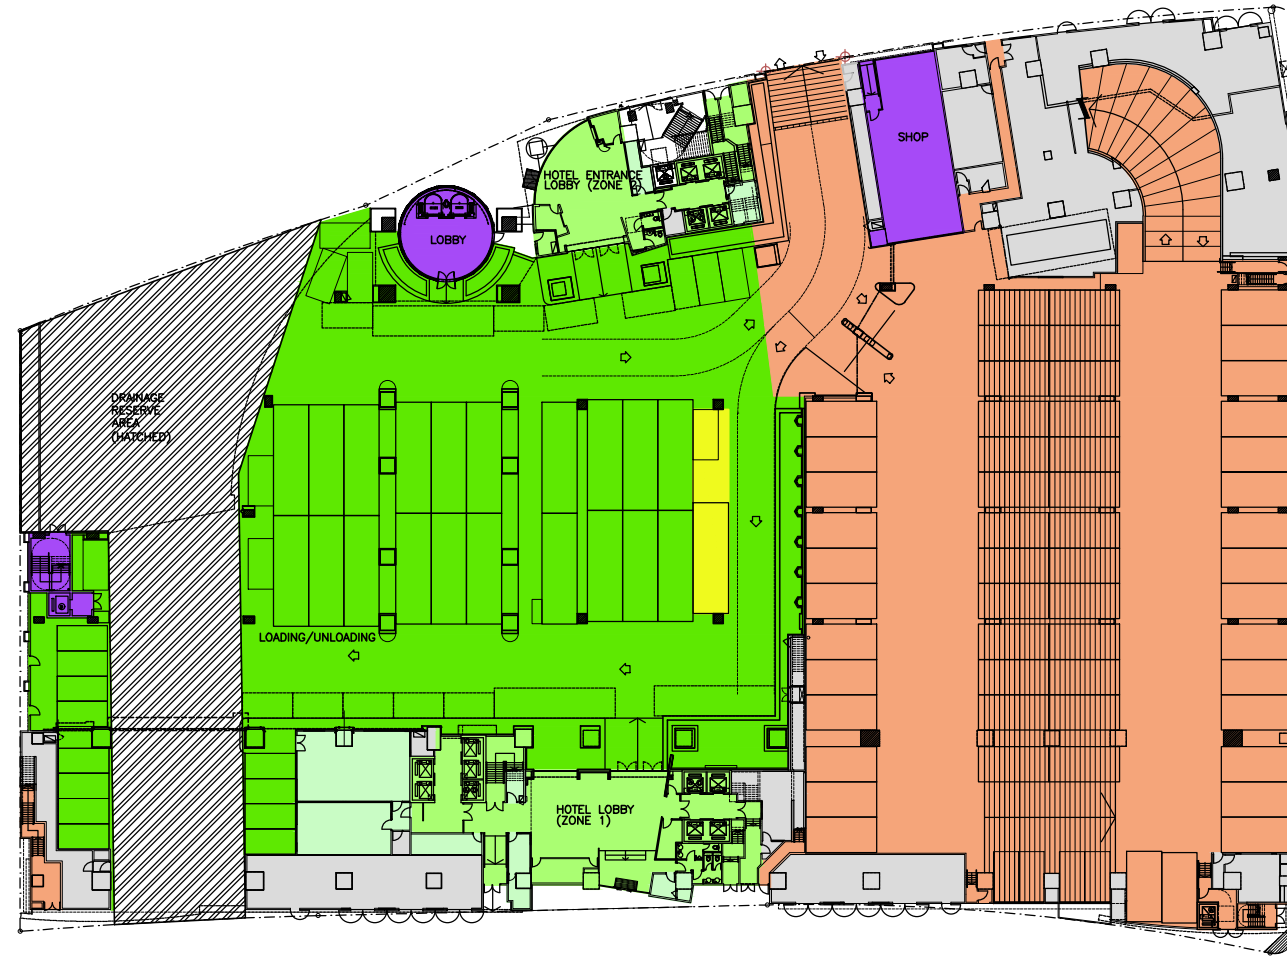 SHOP
HOTEL ENTRANCE
LOBBY (ZONE 2)
LOBBY
DRAINAGE
RESERVE
AREA
(HATCHED)
LOADING/UNLOADING
HOTEL LOBBY
(ZONE 1)